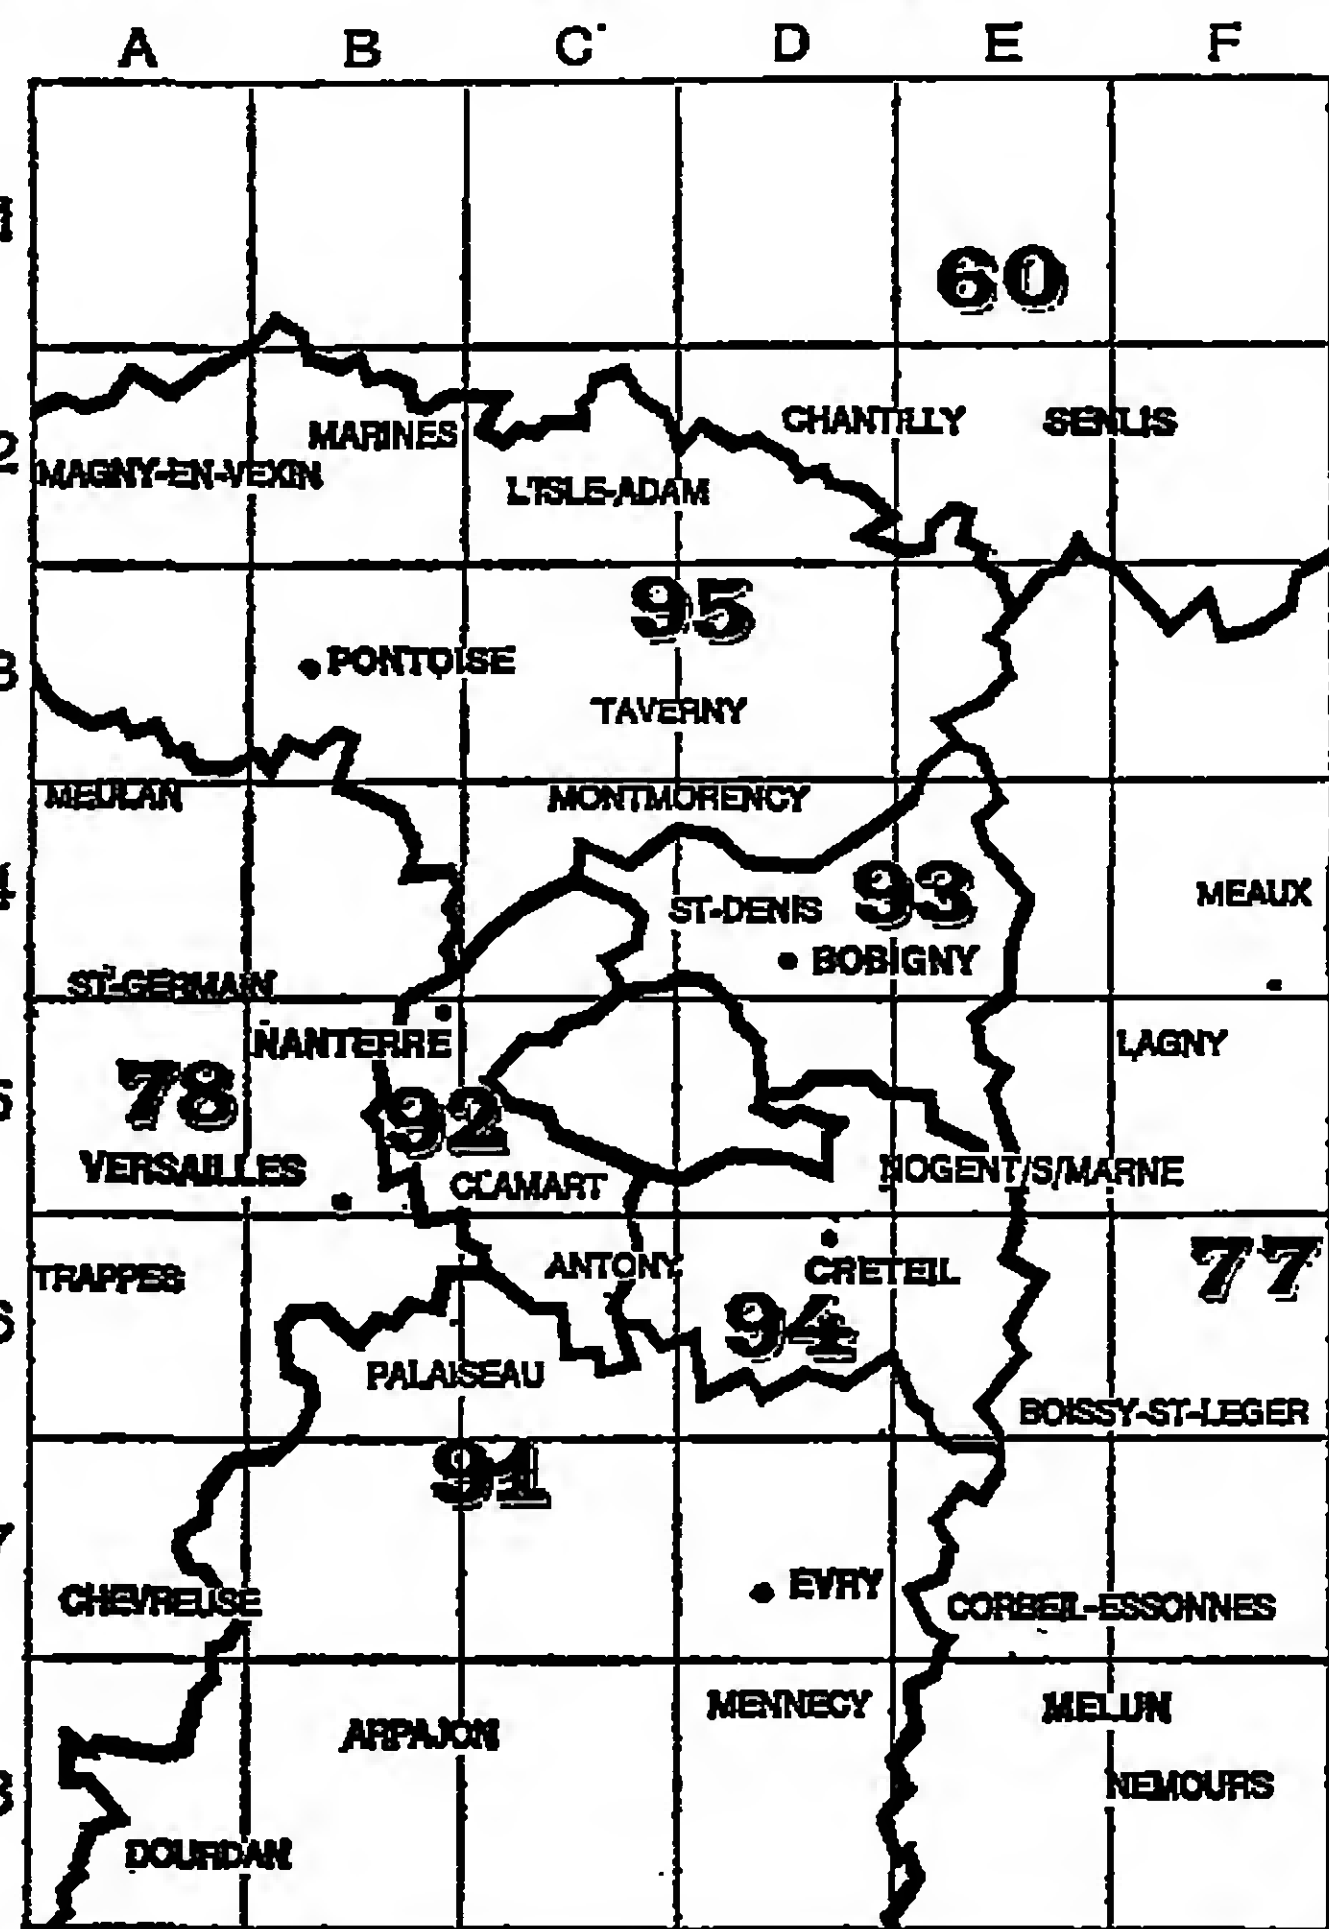 A B C D E F
60
CHANTILLY SENLIS
MARINES
MAGNY-EN-VEXIN
L'ISLE-ADAM
95
PONTOISE
TAVERNY
MEULAN MONTMORENCY
93
MEAUX
ST-DENIS
BOBIGNY
ST-GERMAIN
NANTERRE LAGNY
78
92
VERSAILLES NOGENT/S/MARNE
CLAMART
ANTONY CRETEIL 77
TRAPPES
94
PALAISEAU
BOISSY-ST-LEGER
91
EVRY
CHEVREUSE CORBEIL-ESSONNES
MENNECY MELUN
ARPAJON
NEMOURS
DOURDAN